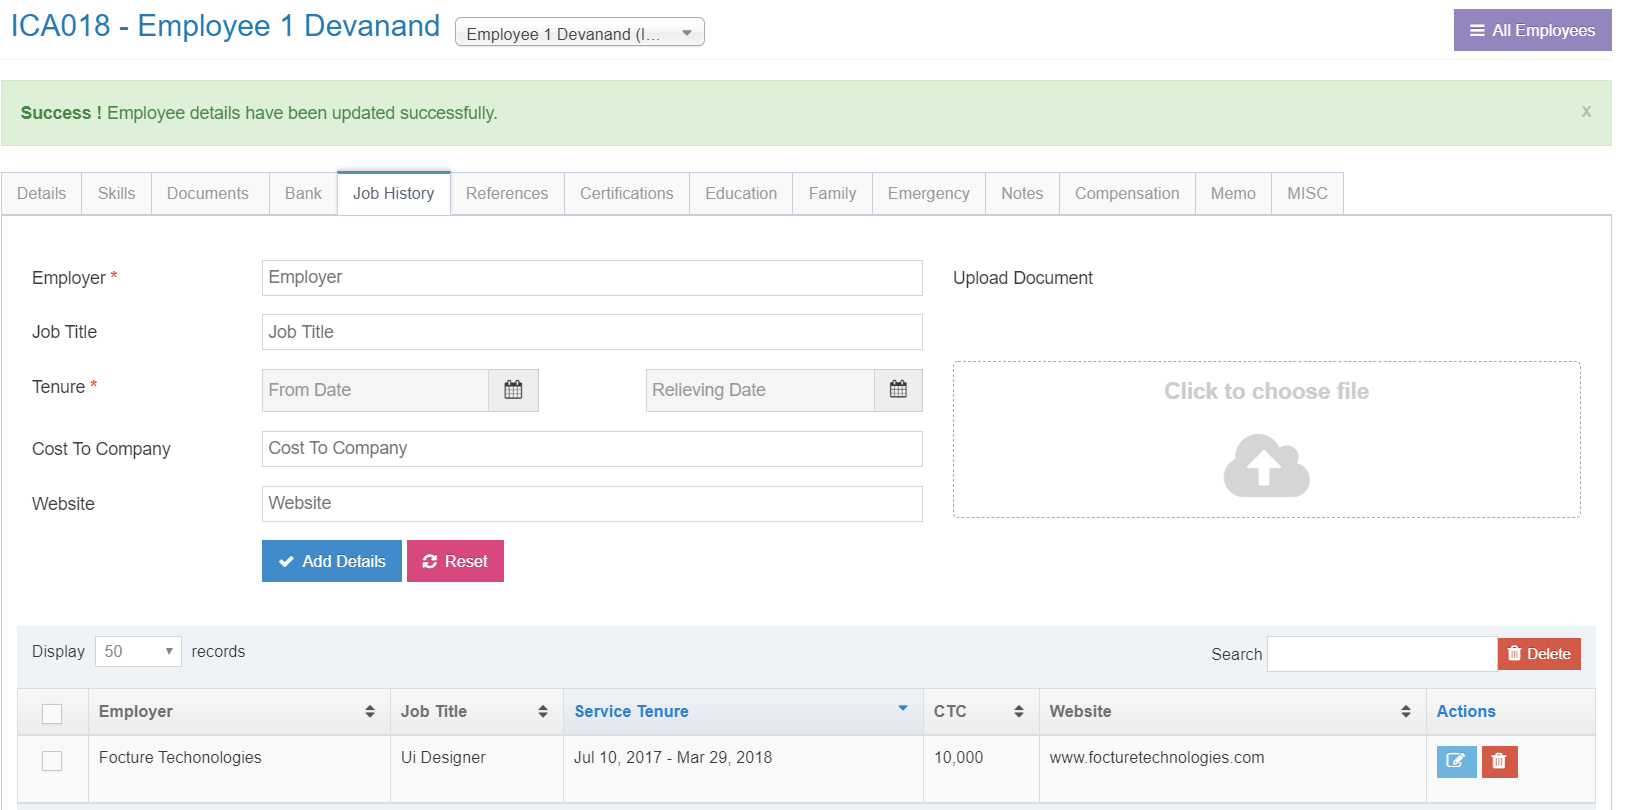 ICA018 - Employee 1 Devanand
Employee 1 Devanand (I...
All Employees
Success ! Employee details have been updated successfully.
x
Details Skills Documents Bank Job History References Certifications Education Family Emergency Notes Compensation Memo MISC
Employer * Employer Upload Document
Job Title Job Title
Tenure * From Date Relieving Date
Click to choose file
Cost To Company Cost To Company
Website Website
Add Details Reset
Display 50 records Search Delete
Employer Job Title Service Tenure CTC Website Actions
Focture Techonologies Ui Designer Jul 10, 2017 - Mar 29, 2018 10,000 www.focturetechnologies.com